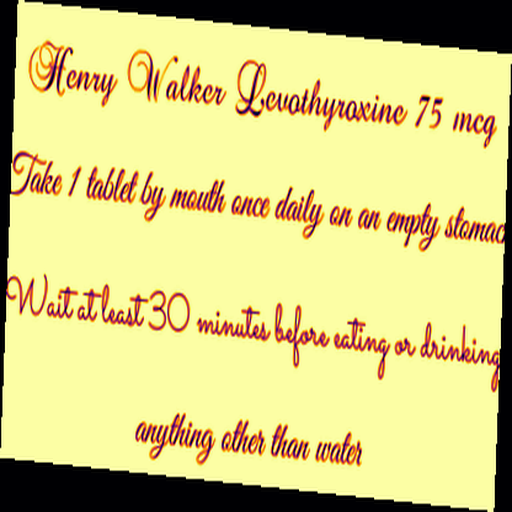 Henry Walker Levothyroxine 75 mcg
Take 1 tablet by mouth once daily on an empty stomac
Wait at least 30 minutes before eating or drinking
anything other than water